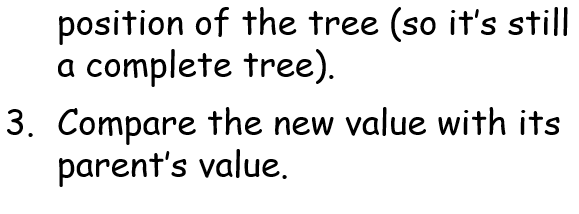 position of the tree (so it's still
a complete tree).
3. Compare the new value with its
parent's value.